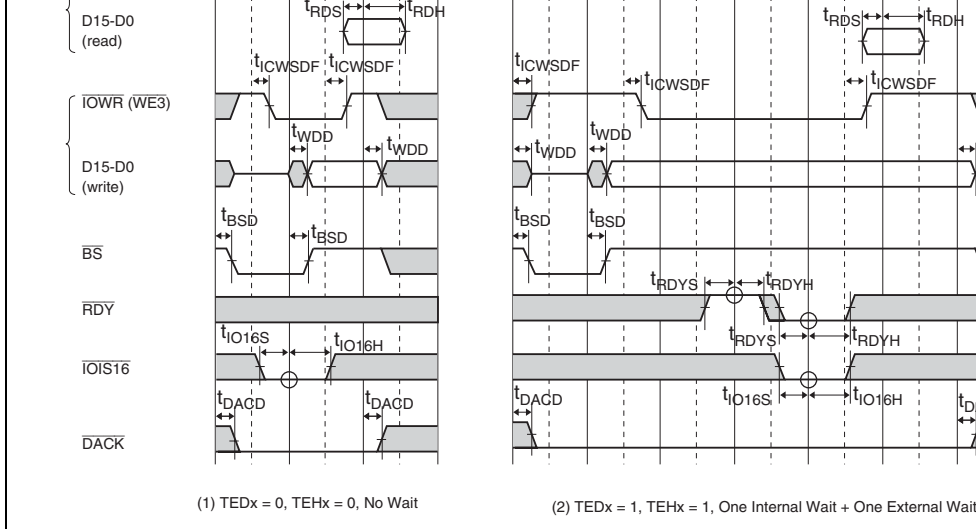 tRDS tRDH tRDS tRDH
D15-D0
(read)
tICWSDF tICWSDF tICWSDF tICWSDF tICWSDF
IOWR (WE3)
tWDD tWDD tWDD tWDD
D15-D0
(write)
tBSD tBSD tBSD tBSD
BS
tRDYS tRDYH
RDY
tIO16S tIO16H tRDYS tRDYH
IOIS16
tDACD tDACD tDACD tIO16S tIO16H
DACK
(1) TEDx = 0, TEHx = 0, No Wait
(2) TEDx = 1, TEHx = 1, One Internal Wait + One External Wait